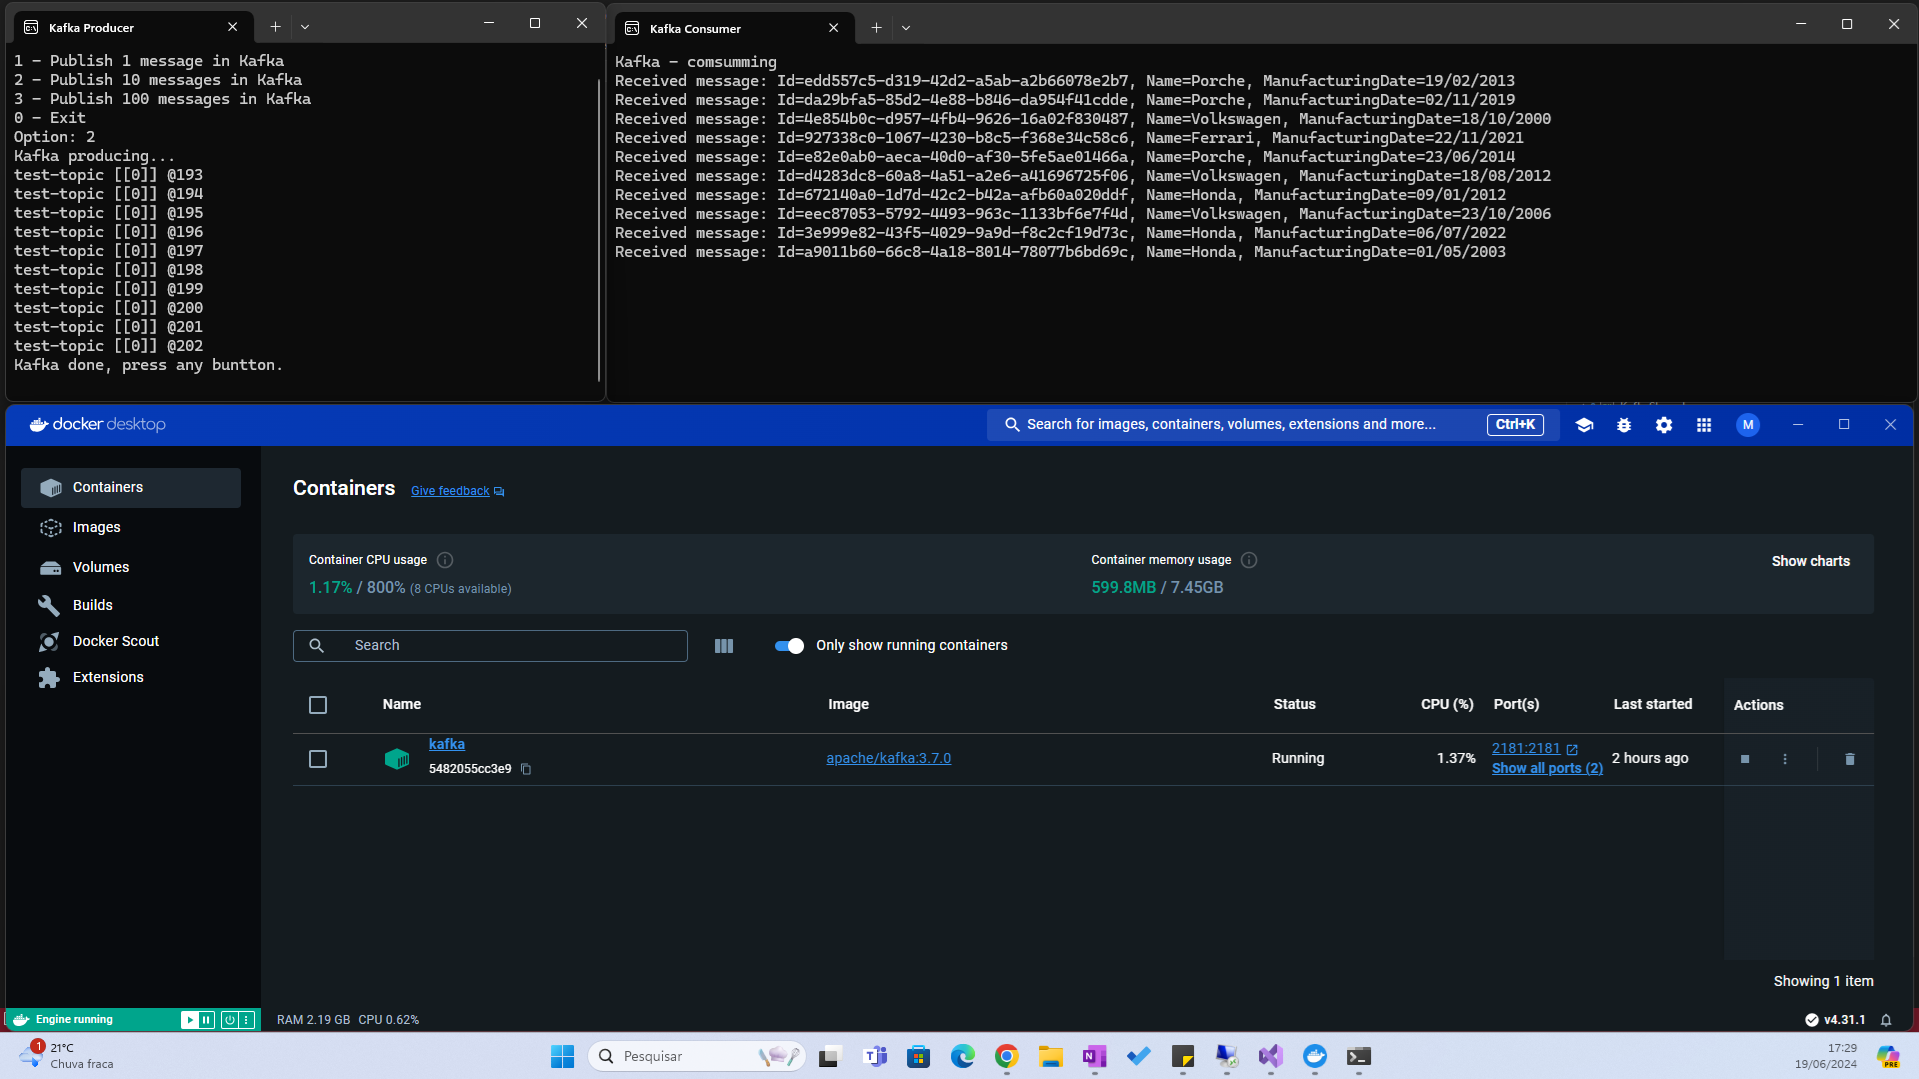 Kafka Producer
1 - Publish 1 message in Kafka
2 - Publish 10 messages in Kafka
3 - Publish 100 messages in Kafka
0 - Exit
Option: 2
Kafka producing...
test-topic [[0]] @193
test-topic [[0]] @194
test-topic [[0]] @195
test-topic [[0]] @196
test-topic [[0]] @197
test-topic [[0]] @198
test-topic [[0]] @199
test-topic [[0]] @200
test-topic [[0]] @201
test-topic [[0]] @202
Kafka done, press any buntton.
Kafka Consumer
Kafka - comsumming
Received message: Id=edd557c5-d319-42d2-a5ab-a2b66078e2b7, Name=Porche, ManufacturingDate=19/02/2013
Received message: Id=da29bfa5-85d2-4e88-b846-da954f41cdde, Name=Porche, ManufacturingDate=02/11/2019
Received message: Id=4e854b0c-d957-4fb4-9626-16a02f830487, Name=Volkswagen, ManufacturingDate=18/10/2000
Received message: Id=927338c0-1067-4230-b8c5-f368e34c58c6, Name=Ferrari, ManufacturingDate=22/11/2021
Received message: Id=e82e0ab0-aeca-40d0-af30-5fe5ae01466a, Name=Porche, ManufacturingDate=23/06/2014
Received message: Id=d4283dc8-60a8-4a51-a2e6-a41696725f06, Name=Volkswagen, ManufacturingDate=18/08/2012
Received message: Id=672140a0-1d7d-42c2-b42a-afb60a020ddf, Name=Honda, ManufacturingDate=09/01/2012
Received message: Id=eec87053-5792-4493-963c-1133bf6e7f4d, Name=Volkswagen, ManufacturingDate=23/10/2006
Received message: Id=3e999e82-43f5-4029-9a9d-f8c2cf19d73c, Name=Honda, ManufacturingDate=06/07/2022
Received message: Id=a9011b60-66c8-4a18-8014-78077b6bd69c, Name=Honda, ManufacturingDate=01/05/2003
docker desktop
Search for images, containers, volumes, extensions and more... Ctrl+K
M
Containers
Images
Volumes
Builds
Docker Scout
Extensions
Containers Give feedback
Container CPU usage
1.17% / 800% (8 CPUs available)
Container memory usage
599.8MB / 7.45GB
Show charts
Search
Only show running containers
Name Image Status CPU (%) Port(s) Last started Actions
kafka
5482055cc3e9
apache/kafka:3.7.0
Running
1.37%
2181:2181
Show all ports (2)
2 hours ago
Showing 1 item
Engine running
RAM 2.19 GB CPU 0.62%
v4.31.1
1
21°C
Chuva fraca
Pesquisar
17:29
19/06/2024
PRE